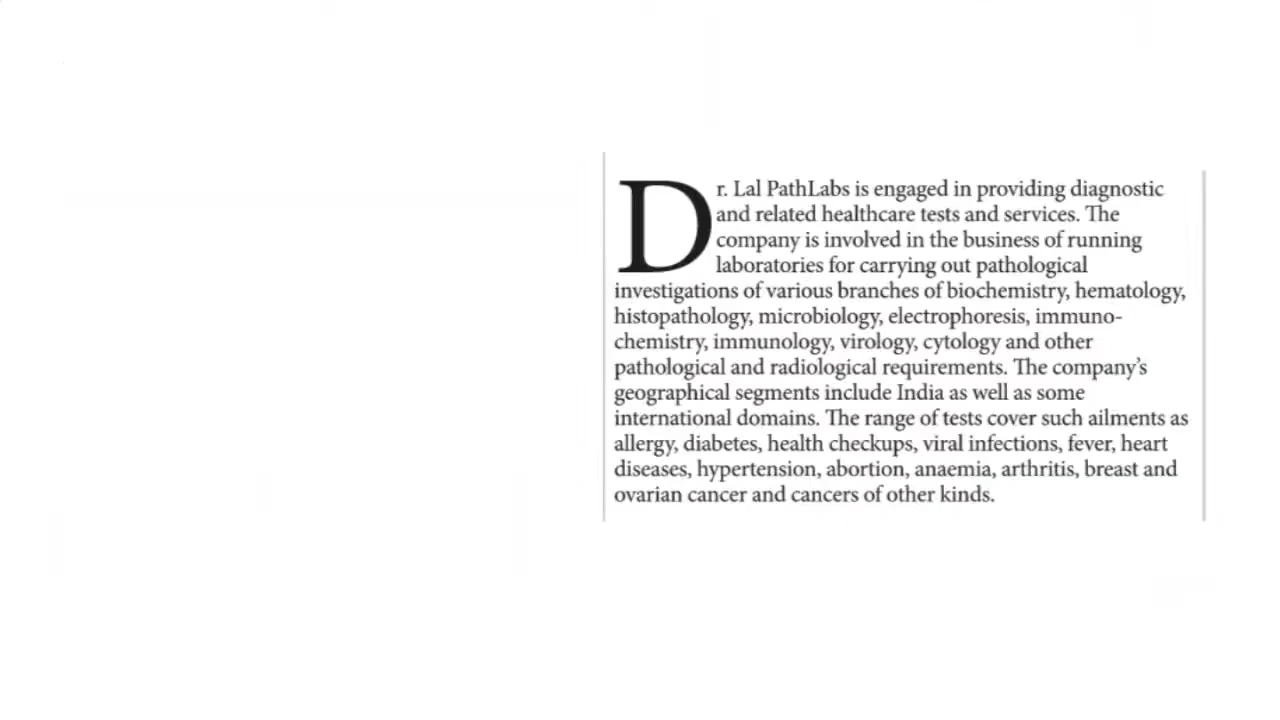 Dr. Lal PathLabs is engaged in providing diagnostic
and related healthcare tests and services. The
company is involved in the business of running
laboratories for carrying out pathological
investigations of various branches of biochemistry, hematology,
histopathology, microbiology, electrophoresis, immuno-
chemistry, immunology, virology, cytology and other
pathological and radiological requirements. The company’s
geographical segments include India as well as some
international domains. The range of tests cover such ailments as
allergy, diabetes, health checkups, viral infections, fever, heart
diseases, hypertension, abortion, anaemia, arthritis, breast and
ovarian cancer and cancers of other kinds.